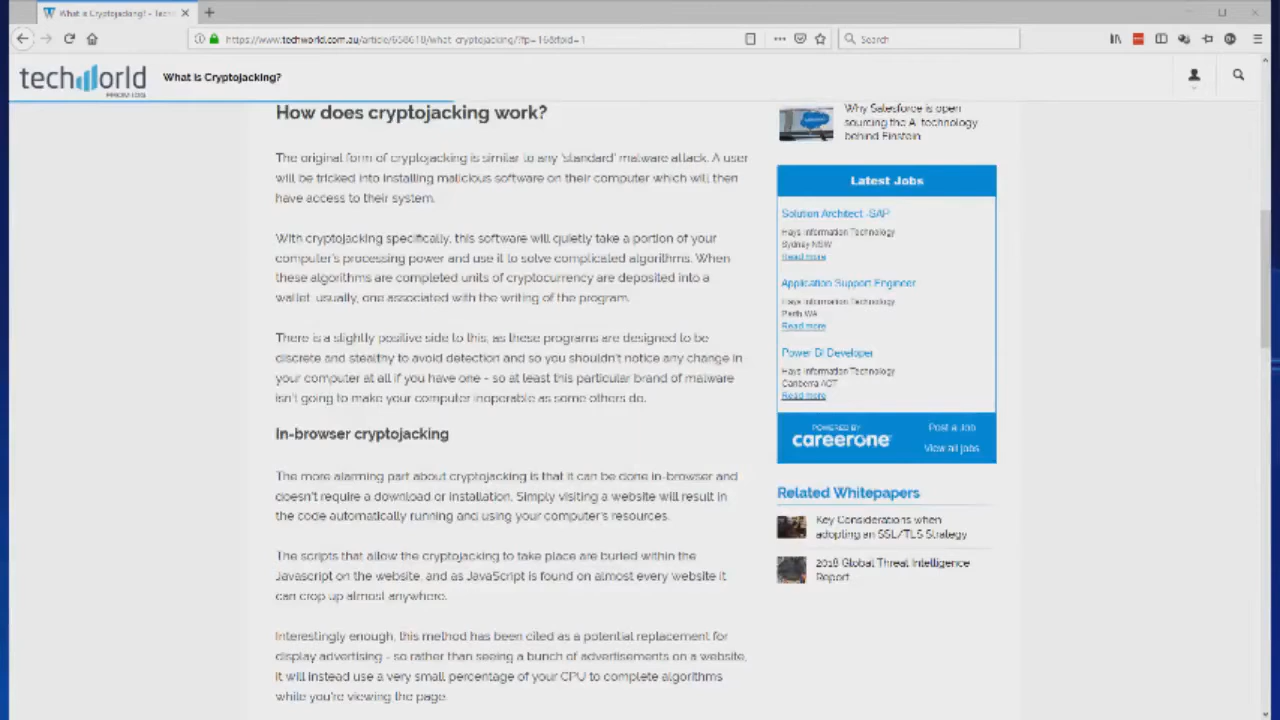 What is Cryptojacking? - Tech
https://www.techworld.com.au/article/658618/what_cryptojacking/?fp=16&fpid=1
Search
techworld
What Is Cryptojacking?
How does cryptojacking work?
The original form of cryptojacking is similar to any 'standard' malware attack. A user
will be tricked into installing malicious software on their computer which will then
have access to their system.
With cryptojacking specifically, this software will quietly take a portion of your
computer's processing power and use it to solve complicated algorithms. When
these algorithms are completed units of cryptocurrency are deposited into a
wallet, usually, one associated with the writing of the program.
There is a slightly positive side to this, as these programs are designed to be
discrete and stealthy to avoid detection and so you shouldn't notice any change in
your computer at all if you have one - so at least this particular brand of malware
isn't going to make your computer inoperable as some others do.
In-browser cryptojacking
The more alarming part about cryptojacking is that it can be done in-browser and
doesn't require a download or installation. Simply visiting a website will result in
the code automatically running and using your computer's resources.
The scripts that allow the cryptojacking to take place are buried within the
Javascript on the website, and as JavaScript is found on almost every website it
can crop up almost anywhere.
Interestingly enough, this method has been cited as a potential replacement for
display advertising - so rather than seeing a bunch of advertisements on a website,
it will instead use a very small percentage of your CPU to complete algorithms
while you're viewing the page.
Why Salesforce is open
sourcing the AI technology
behind Einstein
Latest Jobs
Solution Architect -SAP
Hays Information Technology
Sydney NSW
Read more
Application Support Engineer
Hays Information Technology
Perth WA
Read more
Power BI Developer
Hays Information Technology
Canberra ACT
Read more
POWERED BY
careerone
Post a Job
View all jobs
Related Whitepapers
Key Considerations when
adopting an SSL/TLS Strategy
2018 Global Threat Intelligence
Report